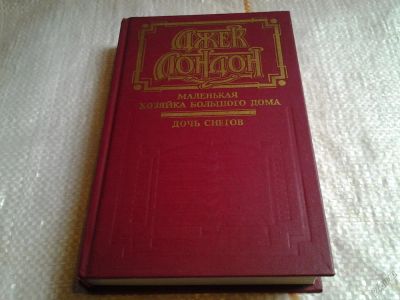 ДЖЕК
ЛОНДОН
МАЛЕНЬКАЯ
ХОЗЯЙКА БОЛЬШОГО ДОМА
ДОЧЬ СНЕГОВ